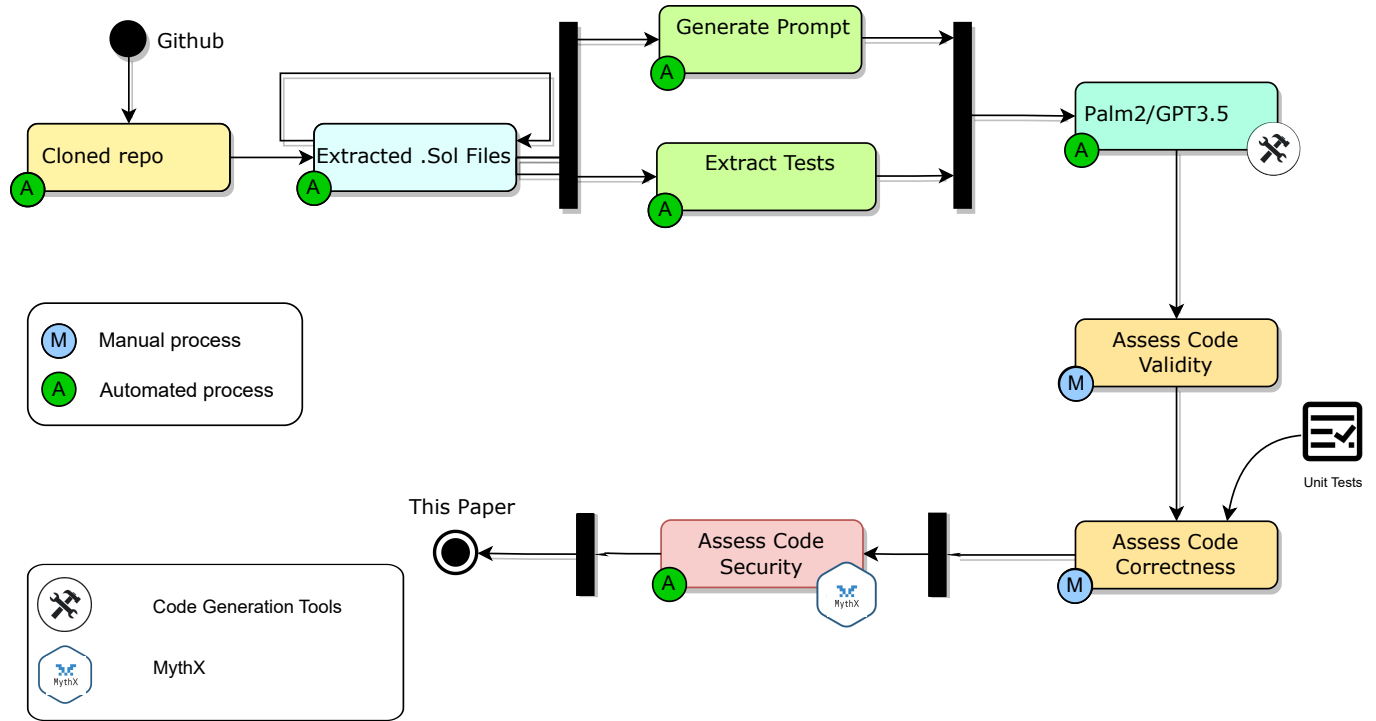 Github
Generate Prompt
A
Cloned repo
A
Extracted .Sol Files
A
Extract Tests
A
Palm2/GPT3.5
A
M
Manual process
A
Automated process
Assess Code
Validity
M
Unit Tests
Assess Code
Correctness
M
Assess Code
Security
A
MythX
This Paper
Code Generation Tools
MythX
MythX